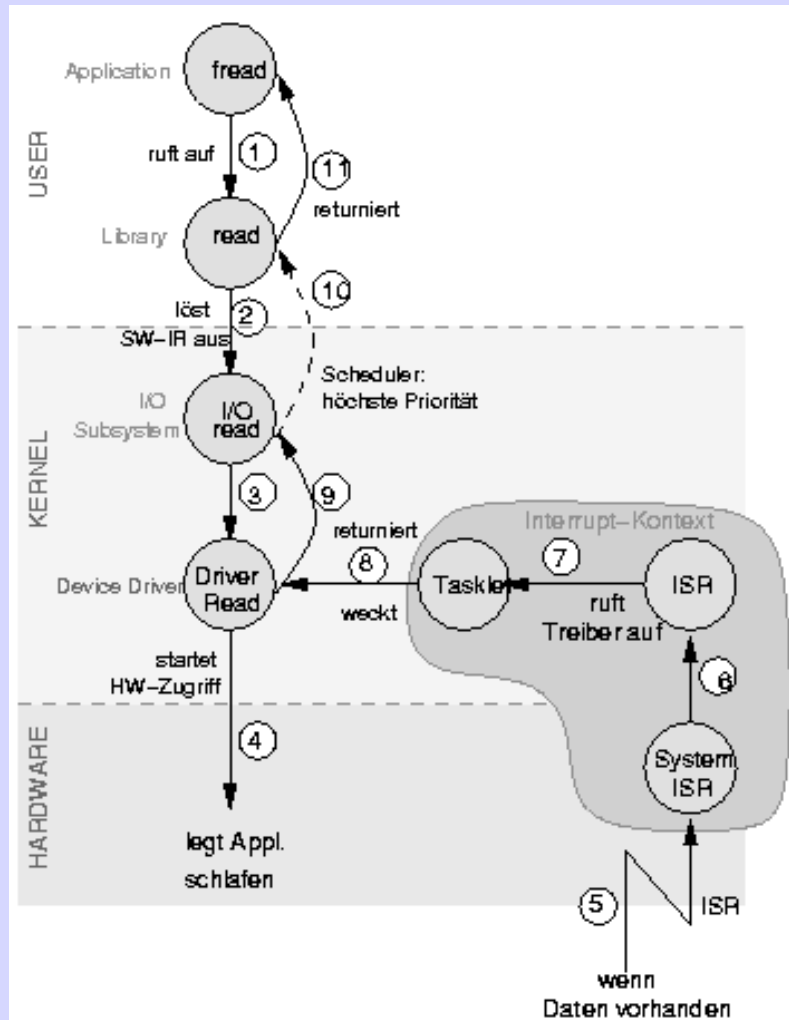 Application
fread
USER
ruft auf
1
11
returniert
Library
read
10
löst
2
SW-IR aus
Scheduler:
höchste Priorität
I/O
Subsystem
I/O
read
KERNEL
3
9
Interrupt-Kontext
returniert
8
7
Device Driver
Driver
Read
Tasklet
ISR
weckt
ruft
Treiber auf
startet
HW-Zugriff
6
HARDWARE
4
System
ISR
legt Appl.
schlafen
5
ISR
wenn
Daten vorhanden